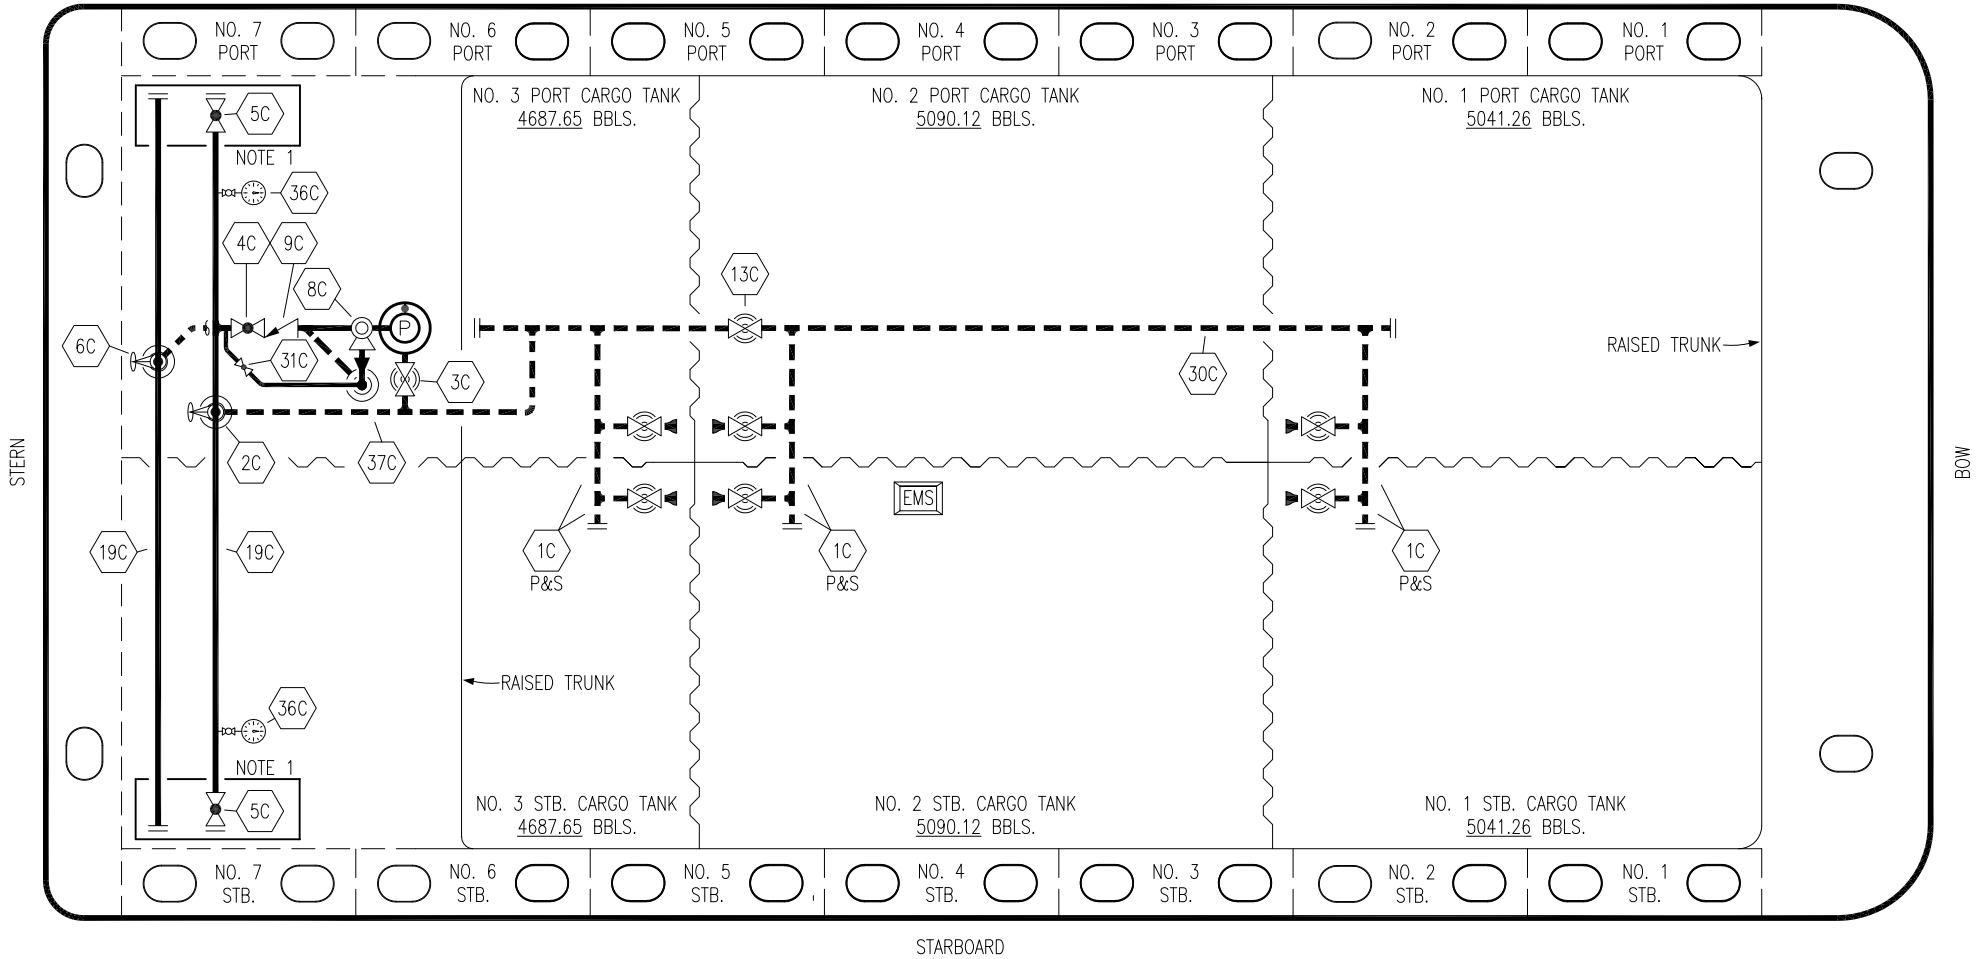 NO. 7
PORT
NO. 6
PORT
NO. 5
PORT
NO. 4
PORT
NO. 3
PORT
NO. 2
PORT
NO. 1
PORT
NO. 3 PORT CARGO TANK
4687.65 BBLS.
NO. 2 PORT CARGO TANK
5090.12 BBLS.
NO. 1 PORT CARGO TANK
5041.26 BBLS.
5C
NOTE 1
36C
4C
9C
8C
13C
P
6C
31C
3C
30C
RAISED TRUNK
STERN
2C
37C
BOW
EMS
19C
19C
1C
P&S
1C
P&S
1C
P&S
RAISED TRUNK
36C
NOTE 1
5C
NO. 3 STB. CARGO TANK
4687.65 BBLS.
NO. 2 STB. CARGO TANK
5090.12 BBLS.
NO. 1 STB. CARGO TANK
5041.26 BBLS.
NO. 7
STB.
NO. 6
STB.
NO. 5
STB.
NO. 4
STB.
NO. 3
STB.
NO. 2
STB.
NO. 1
STB.
STARBOARD